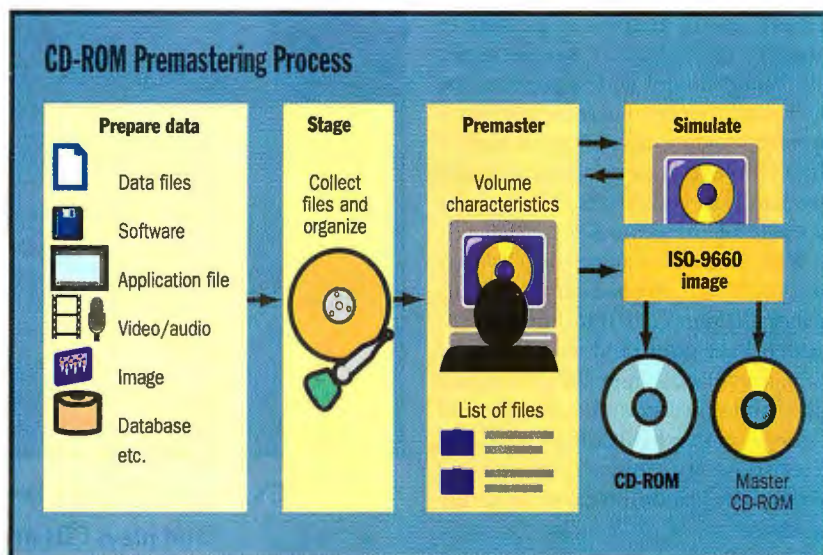 CD-ROM Premastering Process
Prepare data
Data files
Software
Application file
Video/audio
Image
Database
etc.
Stage
Collect
files and
organize
Premaster
Volume
characteristics
List of files
Simulate
ISO-9660
image
CD-ROM
Master
CD-ROM